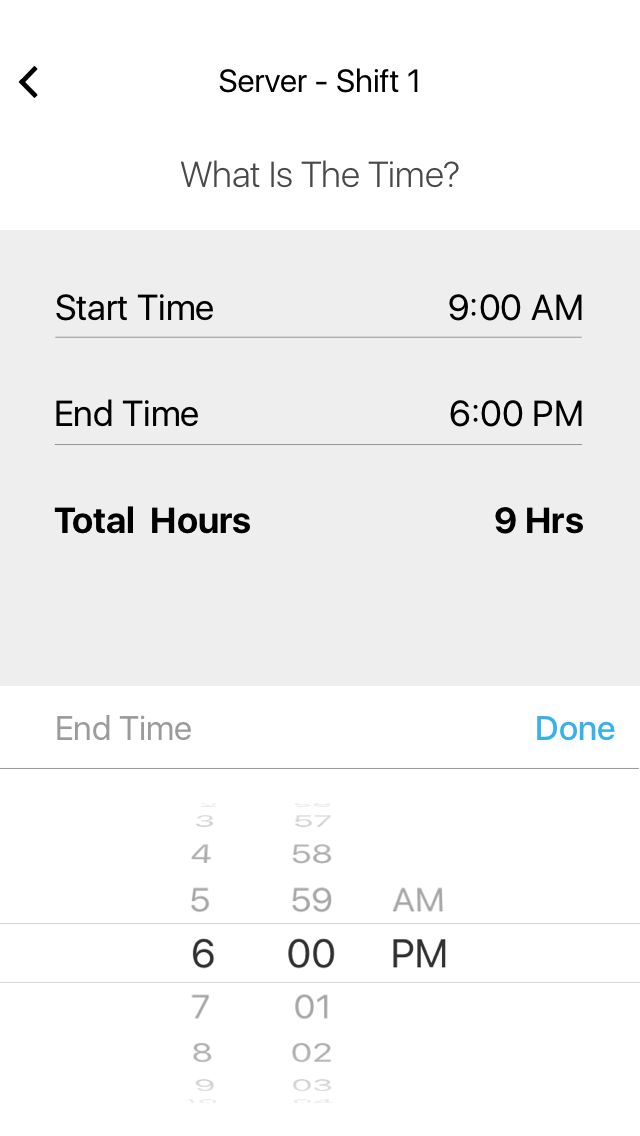 Server - Shift 1
What Is The Time?
Start Time 9:00 AM
End Time 6:00 PM
Total Hours 9 Hrs
End Time Done
3 57
4 58
5 59 AM
6 00 PM
7 01
8 02
9 03